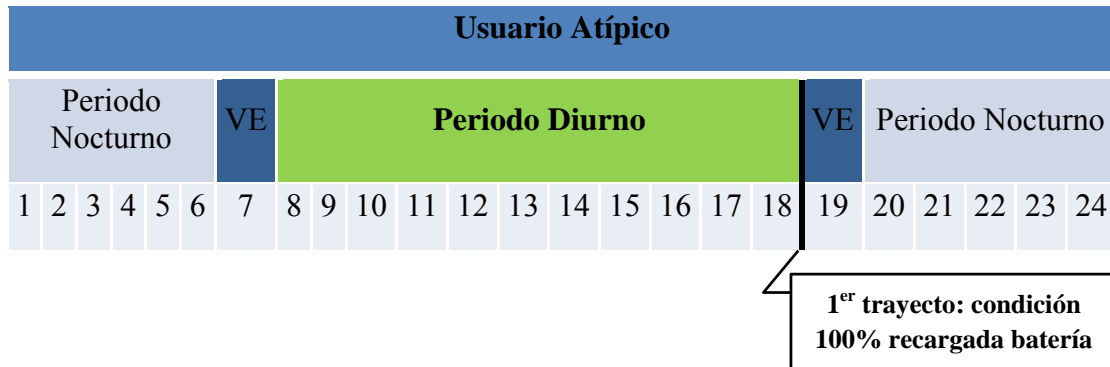 Usuario Atípico
Periodo
Nocturno
VE
Periodo Diurno
VE
Periodo Nocturno
1 2 3 4 5 6 7 8 9 10 11 12 13 14 15 16 17 18 19 20 21 22 23 24
1er trayecto: condición
100% recargada batería